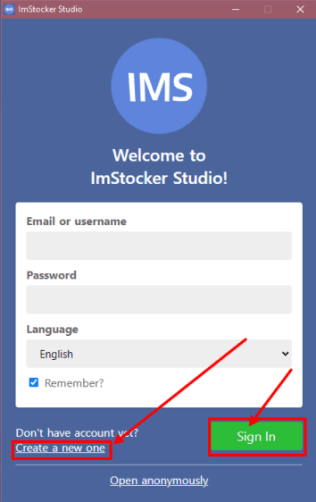 ImStocker Studio
IMS
Welcome to
ImStocker Studio!
Email or username
Password
Language
English
Remember?
Don't have account yet?
Create a new one
Sign In
Open anonymously